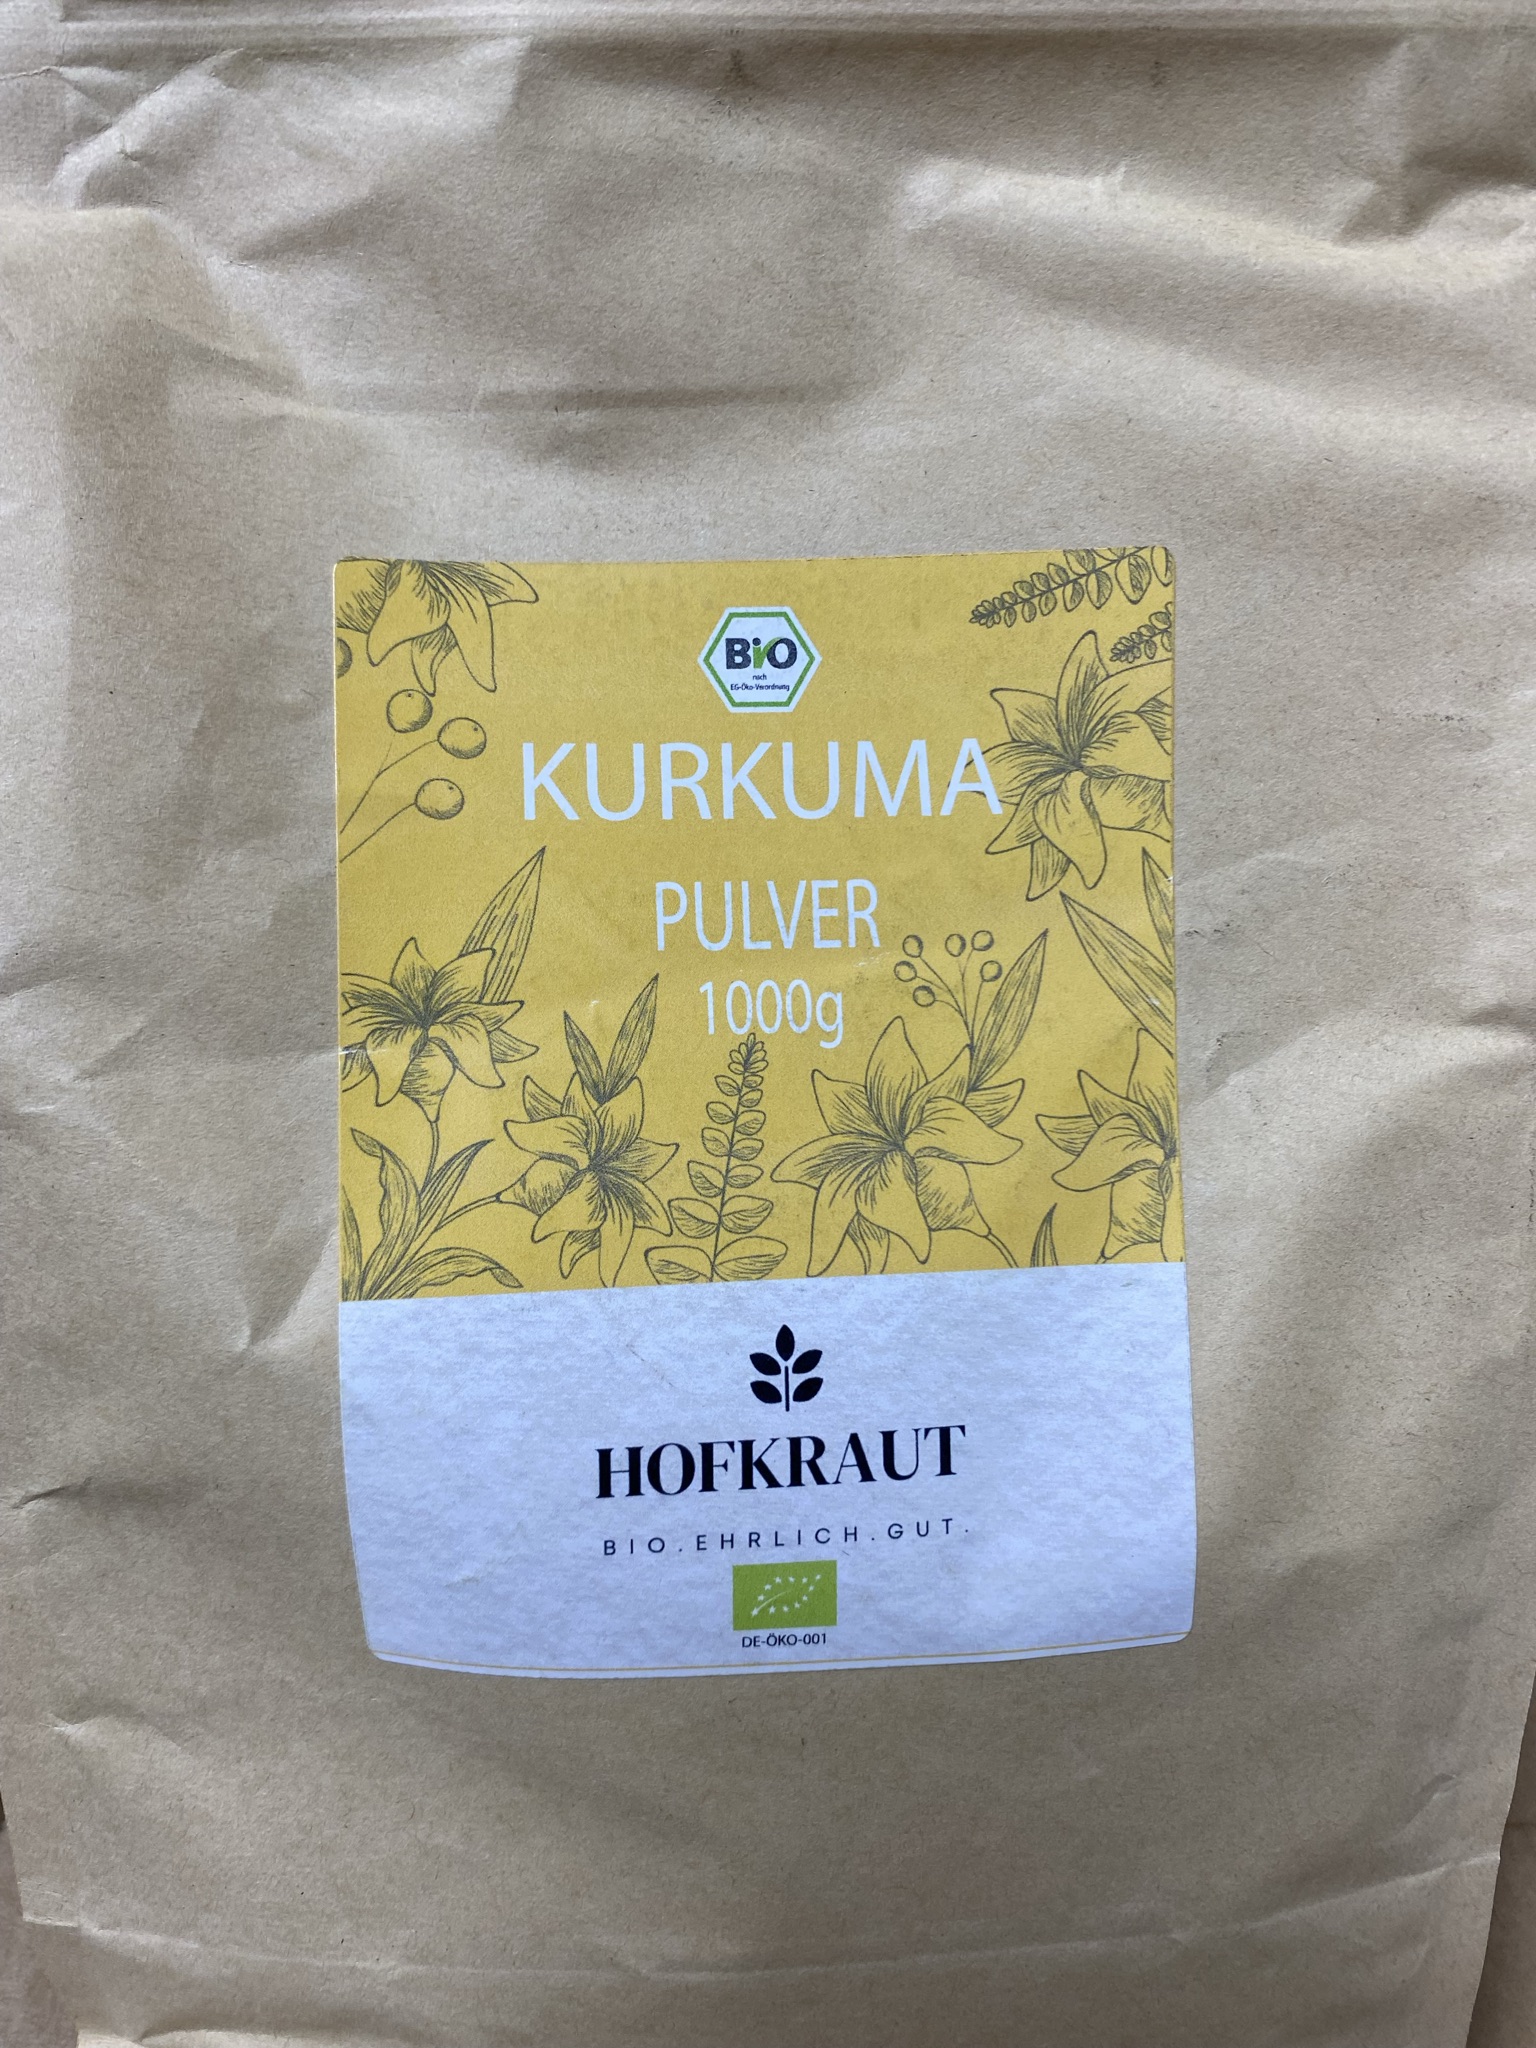 BiO
nach
EG-Öko-Verordnung
KURKUMA
PULVER
1000g
HOFKRAUT
BIO.EHRLICH.GUT.
DE-ÖKO-001